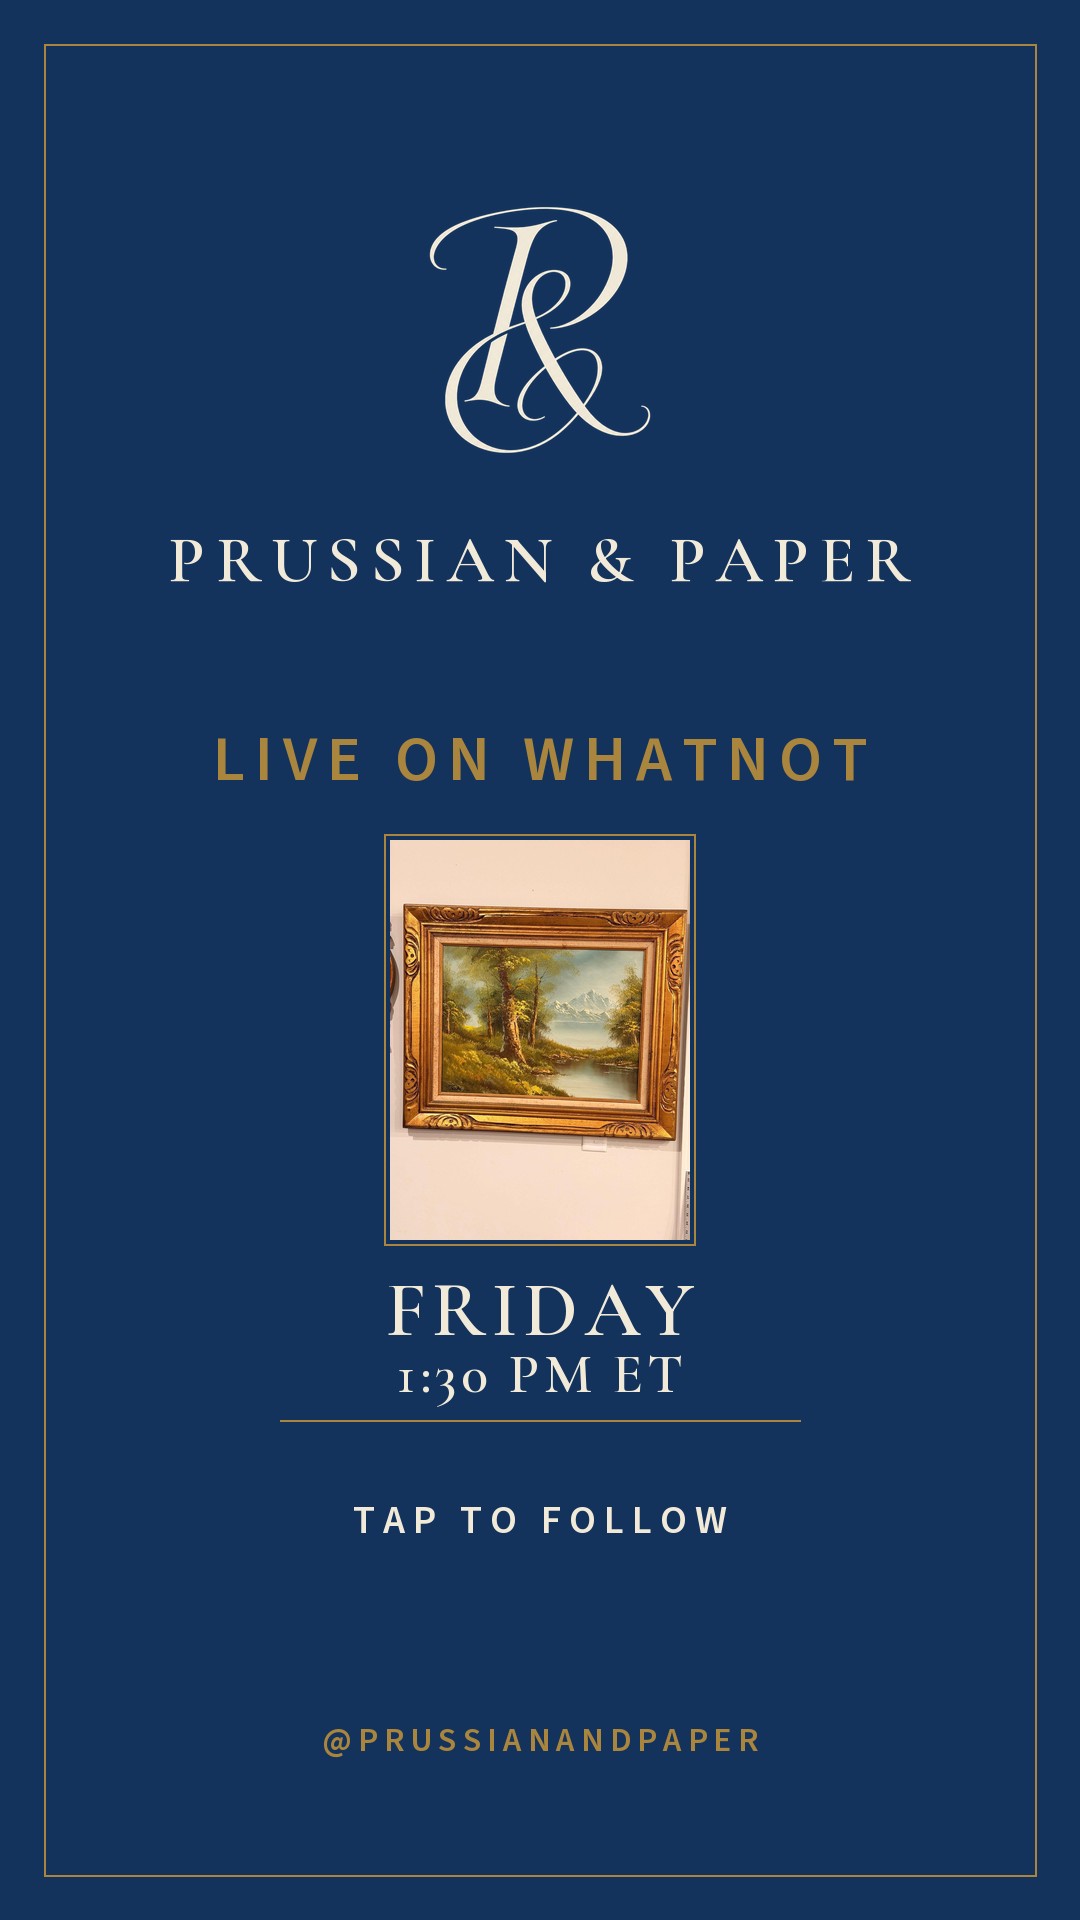 P&
PRUSSIAN & PAPER
LIVE ON WHATNOT
FRIDAY
1:30 PM ET
TAP TO FOLLOW
@PRUSSIANANDPAPER